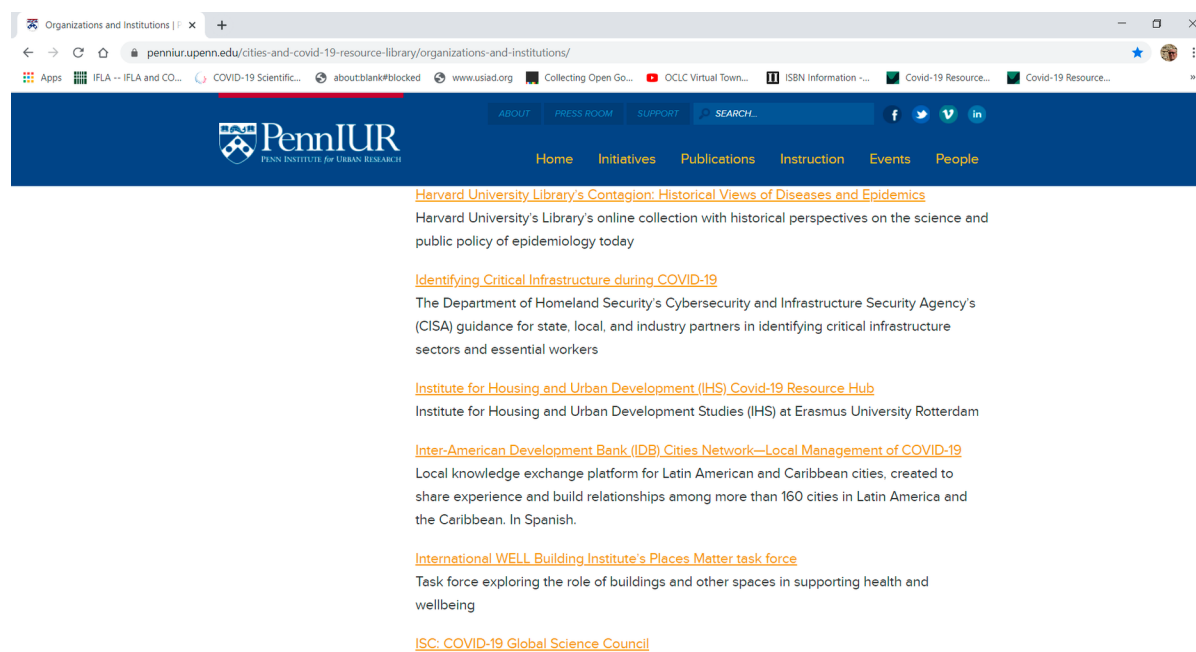 Organizations and Institutions | P
penniur.upenn.edu/cities-and-covid-19-resource-library/organizations-and-institutions/
Apps IFLA -- IFLA and CO... COVID-19 Scientific... about:blank#blocked www.usiad.org Collecting Open Go... OCLC Virtual Town... ISBN Information -... Covid-19 Resource... Covid-19 Resource... »
ABOUT PRESS ROOM SUPPORT SEARCH...
PennIUR
PENN INSTITUTE for URBAN RESEARCH
Home Initiatives Publications Instruction Events People
Harvard University Library's Contagion: Historical Views of Diseases and Epidemics
Harvard University's Library's online collection with historical perspectives on the science and
public policy of epidemiology today
Identifying Critical Infrastructure during COVID-19
The Department of Homeland Security's Cybersecurity and Infrastructure Security Agency's
(CISA) guidance for state, local, and industry partners in identifying critical infrastructure
sectors and essential workers
Institute for Housing and Urban Development (IHS) Covid-19 Resource Hub
Institute for Housing and Urban Development Studies (IHS) at Erasmus University Rotterdam
Inter-American Development Bank (IDB) Cities Network—Local Management of COVID-19
Local knowledge exchange platform for Latin American and Caribbean cities, created to
share experience and build relationships among more than 160 cities in Latin America and
the Caribbean. In Spanish.
International WELL Building Institute's Places Matter task force
Task force exploring the role of buildings and other spaces in supporting health and
wellbeing
ISC: COVID-19 Global Science Council